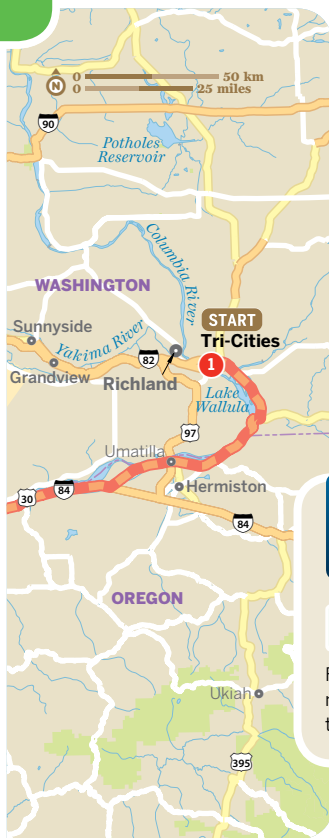 0 50 km
N
0 25 miles
90
Potholes
Reservoir
Columbia River
WASHINGTON
START
Sunnyside
Tri-Cities
Yakima River
82
1
Grandview
Richland
Lake
Wallula
97
Umatilla
Hermiston
84
30
84
OREGON
Ukiah
395